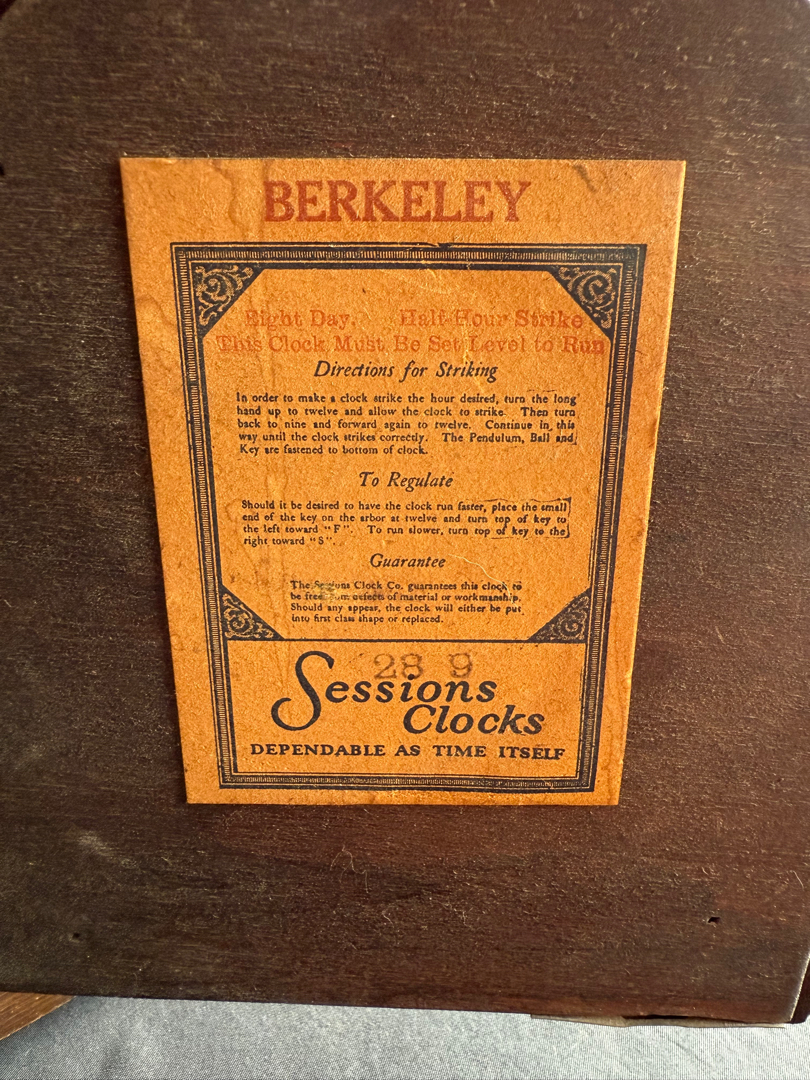 BERKELEY
Eight Day. Half-Hour Strike
This Clock Must Be Set Level to Run
Directions for Striking
In order to make a clock strike the hour desired, turn the long
hand up to twelve and allow the clock to strike. Then turn
back to nine and forward again to twelve. Continue in this
way until the clock strikes correctly. The Pendulum, Ball and
Key are fastened to bottom of clock.
To Regulate
Should it be desired to have the clock run faster, place the small
end of the key on the arbor at twelve and turn top of key to
the left toward "F". To run slower, turn top of key to the
right toward "S".
Guarantee
The Sessions Clock Co. guarantees this clock to
be free from defects of material or workmanship.
Should any appear, the clock will either be put
into first class shape or replaced.
28 9
Sessions
Clocks
DEPENDABLE AS TIME ITSELF